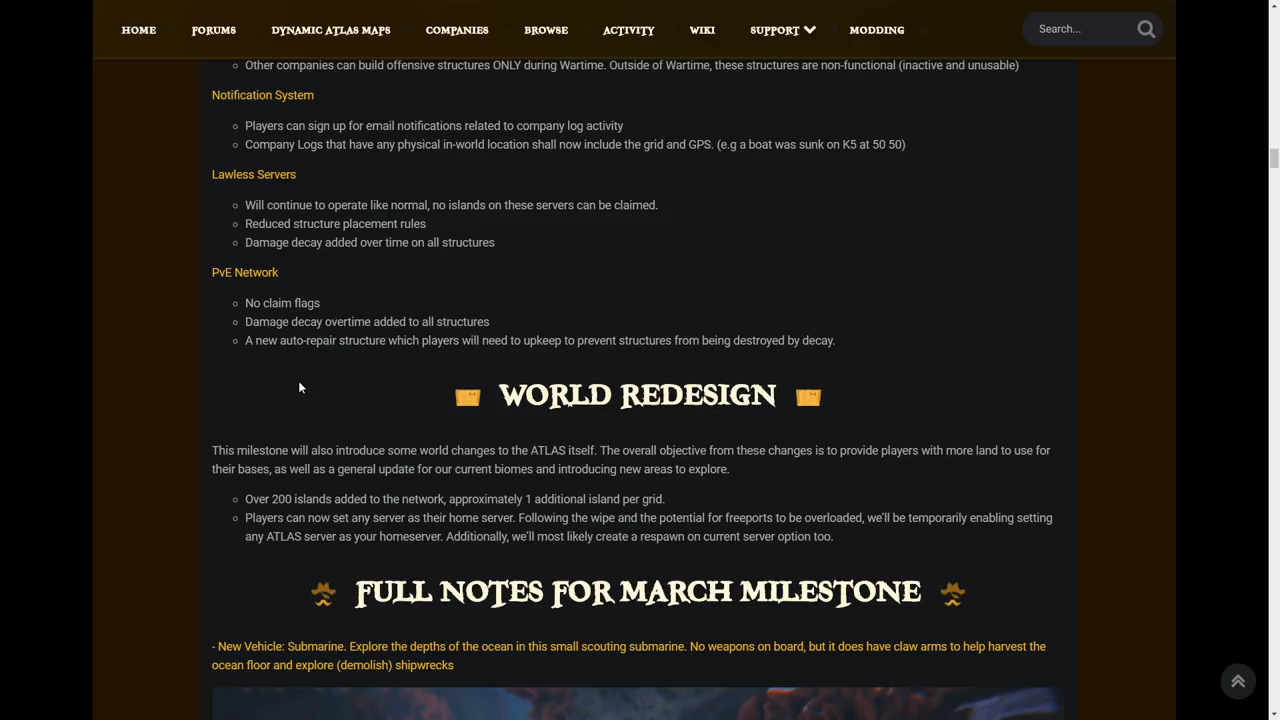 HOME FORUMS DYNAMIC ATLAS MAPS COMPANIES BROWSE ACTIVITY WIKI SUPPORT MODDING Search...
Other companies can build offensive structures ONLY during Wartime. Outside of Wartime, these structures are non-functional (inactive and unusable)
Notification System
Players can sign up for email notifications related to company log activity
Company Logs that have any physical in-world location shall now include the grid and GPS. (e.g a boat was sunk on K5 at 50 50)
Lawless Servers
Will continue to operate like normal, no islands on these servers can be claimed.
Reduced structure placement rules
Damage decay added over time on all structures
PvE Network
No claim flags
Damage decay overtime added to all structures
A new auto-repair structure which players will need to upkeep to prevent structures from being destroyed by decay.
WORLD REDESIGN
This milestone will also introduce some world changes to the ATLAS itself. The overall objective from these changes is to provide players with more land to use for
their bases, as well as a general update for our current biomes and introducing new areas to explore.
Over 200 islands added to the network, approximately 1 additional island per grid.
Players can now set any server as their home server. Following the wipe and the potential for freeports to be overloaded, we'll be temporarily enabling setting
any ATLAS server as your homeserver. Additionally, we'll most likely create a respawn on current server option too.
FULL NOTES FOR MARCH MILESTONE
- New Vehicle: Submarine. Explore the depths of the ocean in this small scouting submarine. No weapons on board, but it does have claw arms to help harvest the
ocean floor and explore (demolish) shipwrecks